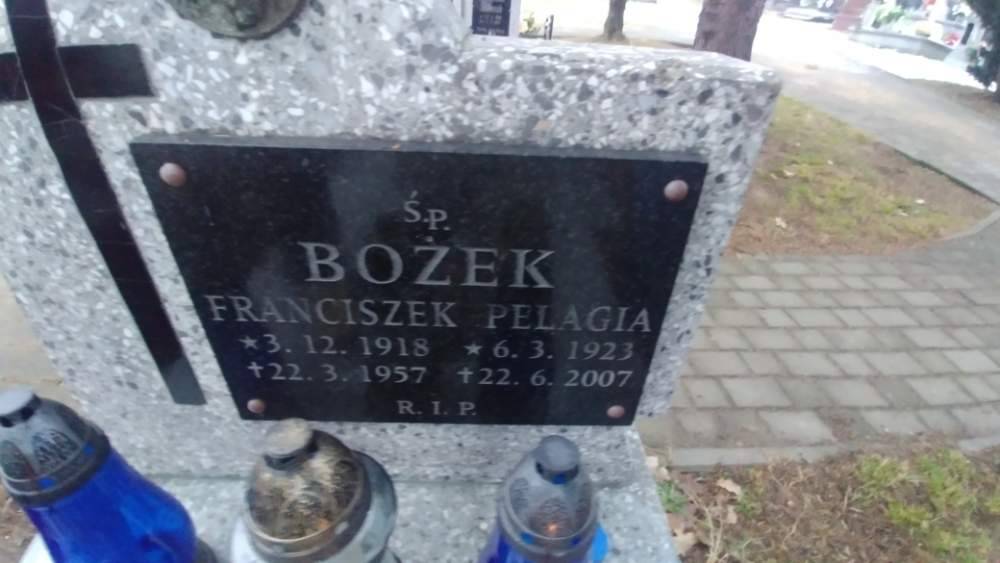 Ś.P.
BOŻEK
FRANCISZEK PELAGIA
★3. 12. 1918 ★6. 3. 1923
✝22. 3. 1957 ✝22. 6. 2007
R. I. P.